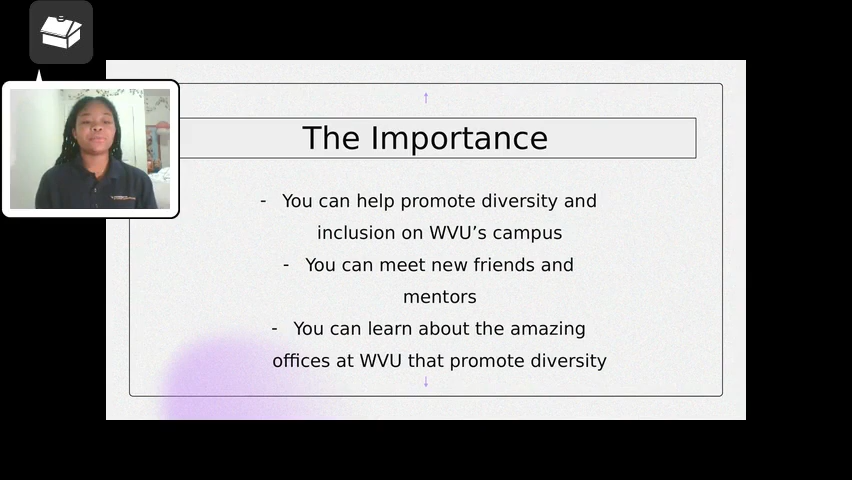 The Importance
- You can help promote diversity and
inclusion on WVU’s campus
- You can meet new friends and
mentors
- You can learn about the amazing
offices at WVU that promote diversity